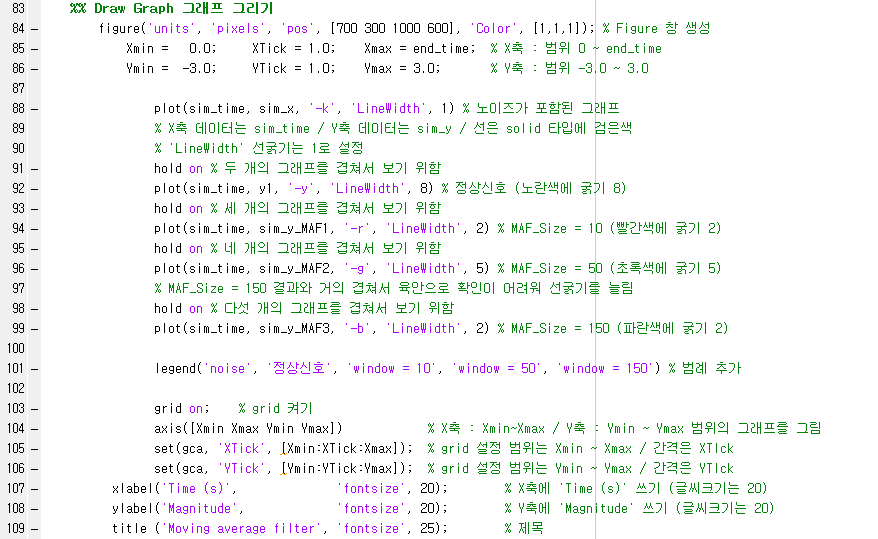 83 %% Draw Graph 그래프 그리기
84 – figure('units', 'pixels', 'pos', [700 300 1000 600], 'Color', [1,1,1]); % Figure 창 생성
85 – Xmin = 0.0; XTick = 1.0; Xmax = end_time; % X축 : 범위 0 ~ end_time
86 – Ymin = -3.0; YTick = 1.0; Ymax = 3.0; % Y축 : 범위 -3.0 ~ 3.0
87
88 – plot(sim_time, sim_x, '-k', 'LineWidth', 1) % 노이즈가 포함된 그래프
89 % X축 데이터는 sim_time / Y축 데이터는 sim_y / 선은 solid 타입에 검은색
90 % 'LineWidth' 선굵기는 1로 설정
91 – hold on % 두 개의 그래프를 겹쳐서 보기 위함
92 – plot(sim_time, y1, '-y', 'LineWidth', 8) % 정상신호 (노란색에 굵기 8)
93 – hold on % 세 개의 그래프를 겹쳐서 보기 위함
94 – plot(sim_time, sim_y_MAF1, '-r', 'LineWidth', 2) % MAF_Size = 10 (빨간색에 굵기 2)
95 – hold on % 네 개의 그래프를 겹쳐서 보기 위함
96 – plot(sim_time, sim_y_MAF2, '-g', 'LineWidth', 5) % MAF_Size = 50 (초록색에 굵기 5)
97 % MAF_Size = 150 결과와 거의 겹쳐서 육안으로 확인이 어려워 선굵기를 늘림
98 – hold on % 다섯 개의 그래프를 겹쳐서 보기 위함
99 – plot(sim_time, sim_y_MAF3, '-b', 'LineWidth', 2) % MAF_Size = 150 (파란색에 굵기 2)
100
101 – legend('noise', '정상신호', 'window = 10', 'window = 50', 'window = 150') % 범례 추가
102
103 – grid on; % grid 켜기
104 – axis([Xmin Xmax Ymin Ymax]) % X축 : Xmin~Xmax / Y축 : Ymin ~ Ymax 범위의 그래프를 그림
105 – set(gca, 'XTick', [Xmin:XTick:Xmax]); % grid 설정 범위는 Xmin ~ Xmax / 간격은 XTIck
106 – set(gca, 'YTick', [Ymin:YTick:Ymax]); % grid 설정 범위는 Ymin ~ Ymax / 간격은 YTIck
107 – xlabel('Time (s)', 'fontsize', 20); % X축에 'Time (s)' 쓰기 (글씨크기는 20)
108 – ylabel('Magnitude', 'fontsize', 20); % Y축에 'Magnitude' 쓰기 (글씨크기는 20)
109 – title ('Moving average filter', 'fontsize', 25); % 제목